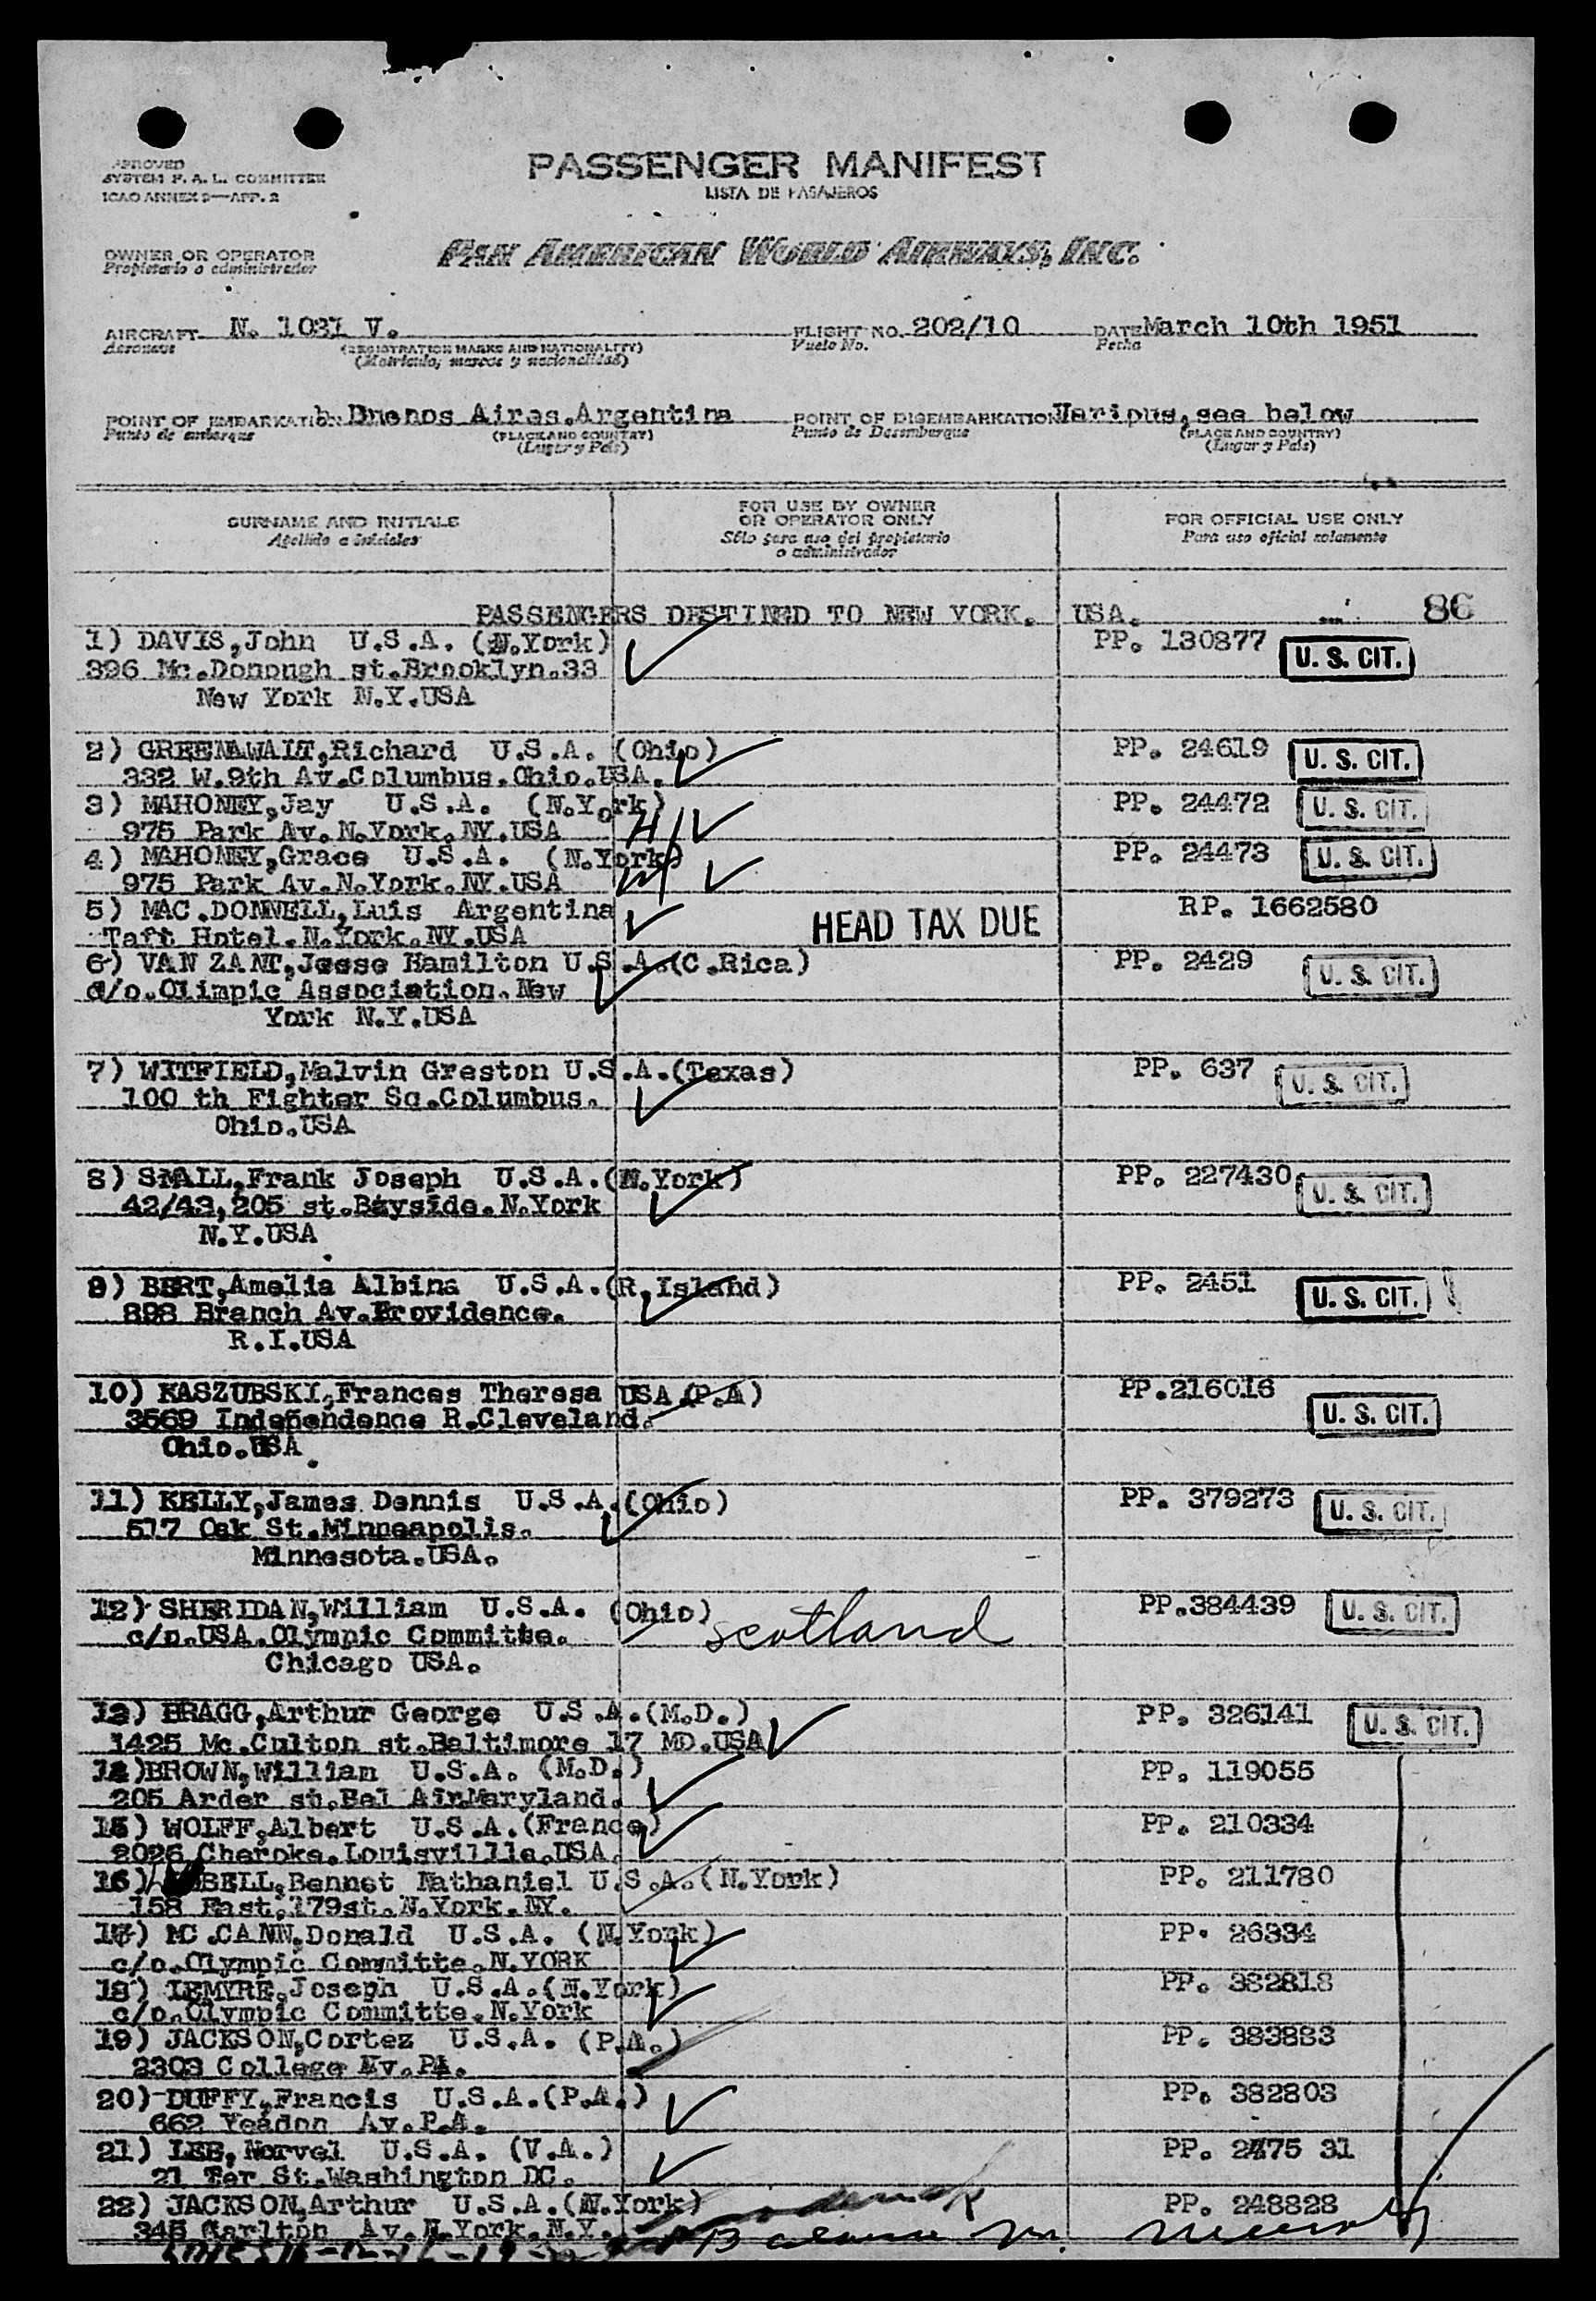 APPROVED
SYSTEM F. A. L. COMMITTEE
ICAO ANNEX 9—APP. 2
PASSENGER MANIFEST
LISTA DE PASAJEROS
OWNER OR OPERATOR
Propietario o administrador
PAN AMERICAN WORLD AIRWAYS, INC.
AIRCRAFT N. 1031 V. FLIGHT NO. 202/10 DATE March 10th 1951
Aeronave (REGISTRATION MARKS AND NATIONALITY) Vuelo No. Fecha
(Matrícula, marcas y nacionalidad)
POINT OF EMBARKATION Buenos Aires.Argentina POINT OF DISEMBARKATION Various,see below
Punto de embarque (PLACE AND COUNTRY) Punto de Desembarque (PLACE AND COUNTRY)
(Lugar y País) (Lugar y País)
SURNAME AND INITIALS FOR USE BY OWNER OR OPERATOR ONLY FOR OFFICIAL USE ONLY
Apellido e iniciales Sólo para uso del propietario o administrador Para uso oficial solamente
PASSENGERS DESTINED TO NEW YORK. USA. 86
1) DAVIS,John U.S.A. (N.York) PP. 130877 U. S. CIT.
396 Mc.Donough st.Brooklyn.33
New York N.Y.USA
2) GREENAWALT,Richard U.S.A. (Ohio) PP. 24619 U. S. CIT.
332 W.9th Av.Columbus.Ohio.USA.
3) MAHONEY,Jay U.S.A. (N.York) PP. 24472 U. S. CIT.
975 Park Av.N.York.NY.USA
4) MAHONEY,Grace U.S.A. (N.York) PP. 24473 U. S. CIT.
975 Park Av.N.York.NY.USA
5) MAC.DONNELL,Luis Argentina HEAD TAX DUE RP. 1662580
Taft Hotel.N.York.NY.USA
6) VAN ZANT,Jesse Hamilton U.S.A.(C.Rica) PP. 2429 U. S. CIT.
c/o.Olimpic Association.New
York N.Y.USA
7) WITFIELD,Malvin Greston U.S.A.(Texas) PP. 637 U. S. CIT.
100 th Fighter Sq.Columbus.
Ohio.USA
8) SMALL,Frank Joseph U.S.A.(N.York) PP. 227430 U. S. CIT.
42/43,205 st.Bayside.N.York
N.Y.USA
9) BERT,Amelia Albina U.S.A.(R.Island) PP. 2451 U. S. CIT.
898 Branch Av.Providence.
R.I.USA
10) KASZUBSKI,Frances Theresa USA.(P.A) PP.216016 U. S. CIT.
3569 Independence R.Cleveland.
Ohio.USA
11) KELLY,James Dennis U.S.A.(Ohio) PP. 379273 U. S. CIT.
517 Oak St.Minneapolis.
Minnesota.USA.
12) SHERIDAN,William U.S.A. (Ohio) scotland PP.384439 U. S. CIT.
c/o.USA.Olympic Committe.
Chicago USA.
13) BRAGG,Arthur George U.S.A.(M.D.) PP. 326141 U. S. CIT.
1425 Mc.Culton st.Baltimore 17 MD.USA
14)BROWN,William U.S.A. (M.D.) PP. 119055
205 Arder st.Bel AirMaryland.
15) WOLFF,Albert U.S.A.(France) PP. 210334
2026 Cheroke.Louisvillle.USA.
16) BELL,Bennet Nathaniel U.S.A.(N.York) PP. 211780
158 East.179st.N.York.NY.
17) MC.CANN,Donald U.S.A. (N.York) PP. 26334
c/o.Olympic Committe.N.YORK
18) LEMYRE,Joseph U.S.A.(N.York) PP. 382818
c/o.Olympic Committe.N.York
19) JACKSON,Cortez U.S.A. (P.A.) PP. 383883
2303 College Av.PA.
20) DUFFY,Francis U.S.A.(P.A.) PP. 382803
662 Yeadon Av.P.A.
21) LEE,Norvel U.S.A. (V.A.) PP. 2475 31
21 Ter St.Washington DC.
22) JACKSON,Arthur U.S.A.(N.York) PP. 248828
345 Carlton Av.N.York.N.Y.